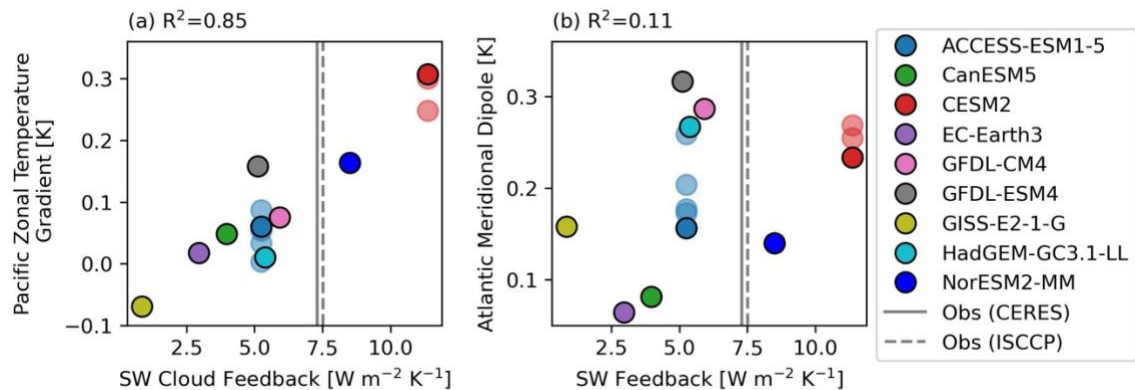 (a) R²=0.85
Pacific Zonal Temperature
Gradient [K]
0.3
0.2
0.1
0.0
−0.1
2.5 5.0 7.5 10.0
SW Cloud Feedback [W m⁻² K⁻¹]
(b) R²=0.11
Atlantic Meridional Dipole [K]
0.3
0.2
0.1
2.5 5.0 7.5 10.0
SW Feedback [W m⁻² K⁻¹]
ACCESS-ESM1-5
CanESM5
CESM2
EC-Earth3
GFDL-CM4
GFDL-ESM4
GISS-E2-1-G
HadGEM-GC3.1-LL
NorESM2-MM
Obs (CERES)
Obs (ISCCP)